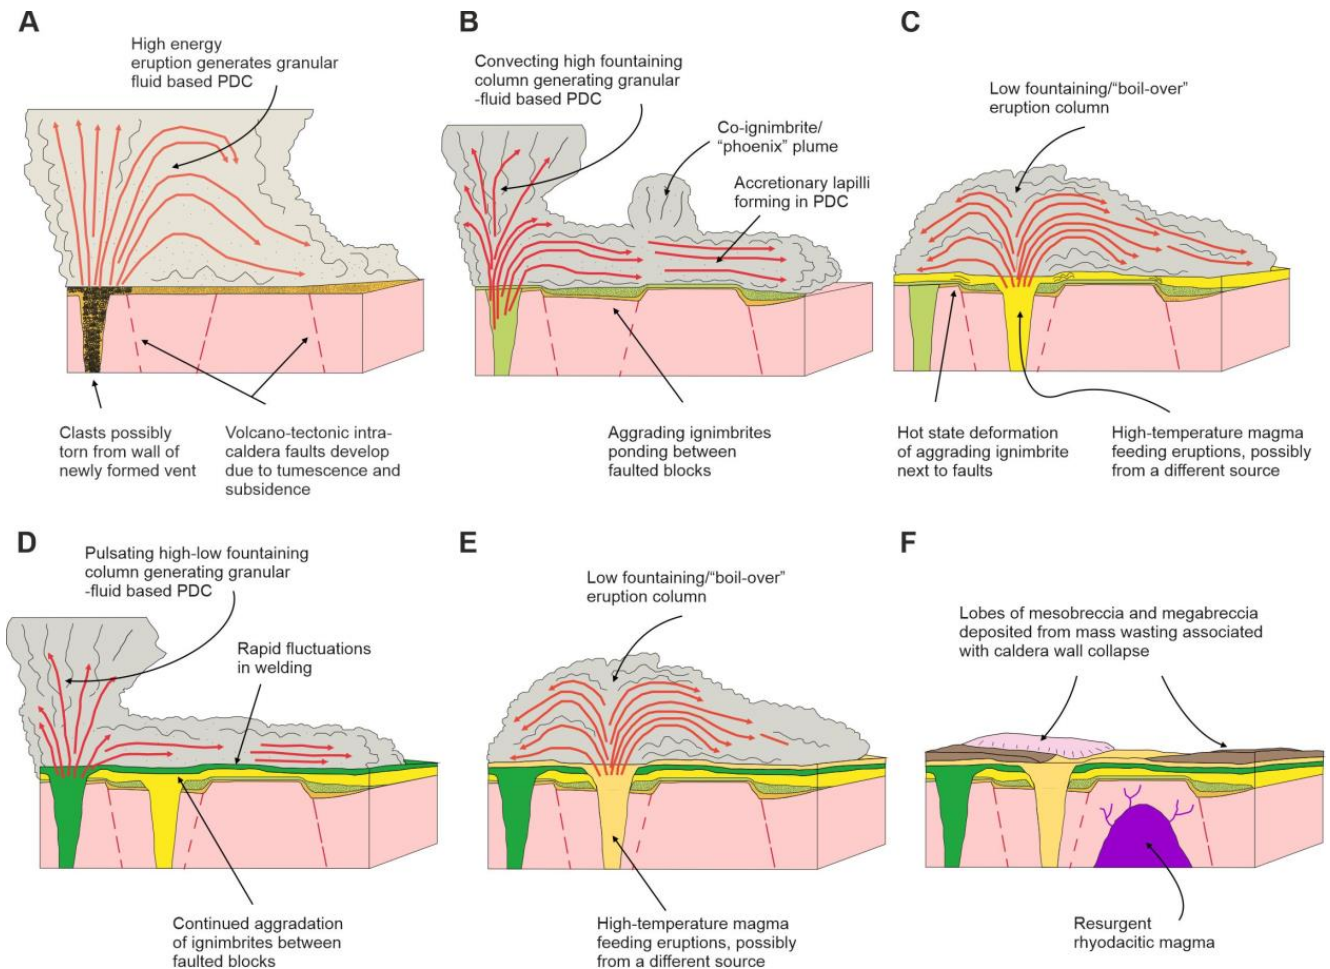 A
High energy
eruption generates granular
fluid based PDC
Clasts possibly
torn from wall of
newly formed vent
Volcano-tectonic intra-
caldera faults develop
due to tumescence and
subsidence
B
Convecting high fountaining
column generating granular
-fluid based PDC
Co-ignimbrite/
“phoenix” plume
Accretionary lapilli
forming in PDC
Aggrading ignimbrites
ponding between
faulted blocks
C
Low fountaining/“boil-over”
eruption column
Hot state deformation
of aggrading ignimbrite
next to faults
High-temperature magma
feeding eruptions, possibly
from a different source
D
Pulsating high-low fountaining
column generating granular
-fluid based PDC
Rapid fluctuations
in welding
Continued aggradation
of ignimbrites between
faulted blocks
E
Low fountaining/“boil-over”
eruption column
High-temperature magma
feeding eruptions, possibly
from a different source
F
Lobes of mesobreccia and megabreccia
deposited from mass wasting associated
with caldera wall collapse
Resurgent
rhyodacitic magma